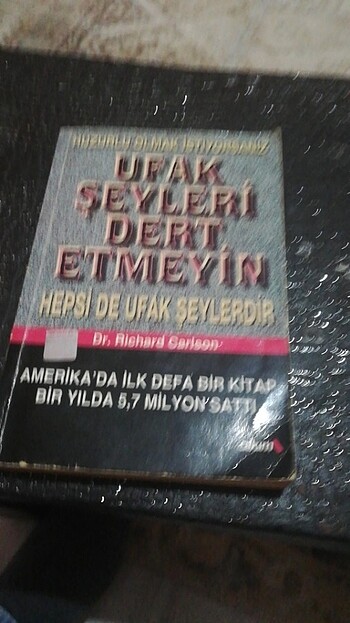 HUZURLU OLMAK İSTİYORSANIZ
UFAK
ŞEYLERİ
DERT
ETMEYİN
HEPSİ DE UFAK ŞEYLERDİR
Dr. Richard Carlson
AMERİKA'DA İLK DEFA BİR KİTAP
BİR YILDA 5,7 MİLYON SATTI